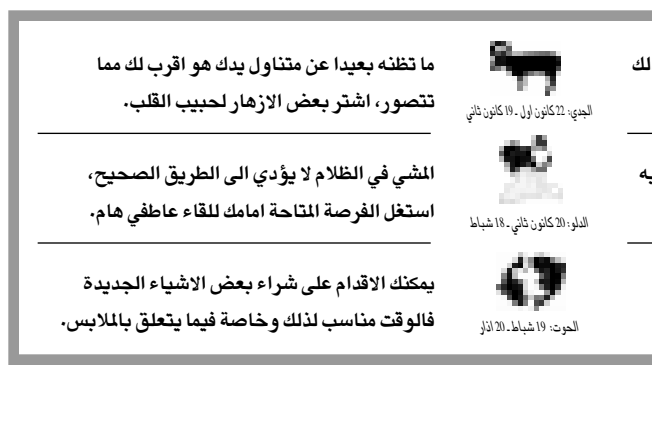 لك
ما تظنه بعيدا عن متناول يدك هو اقرب لك مما
تتصور، اشتر بعض الازهار لحبيب القلب.
الجدي: 22 كانون اول ـ 19 كانون ثاني
يه
المشي في الظلام لا يؤدي الى الطريق الصحيح،
استغل الفرصة المتاحة امامك للقاء عاطفي هام.
الدلو: 20 كانون ثاني ـ 18 شباط
يمكنك الاقدام على شراء بعض الاشياء الجديدة
فالوقت مناسب لذلك وخاصة فيما يتعلق بالملابس.
الحوت: 19 شباط ـ 20 اذار